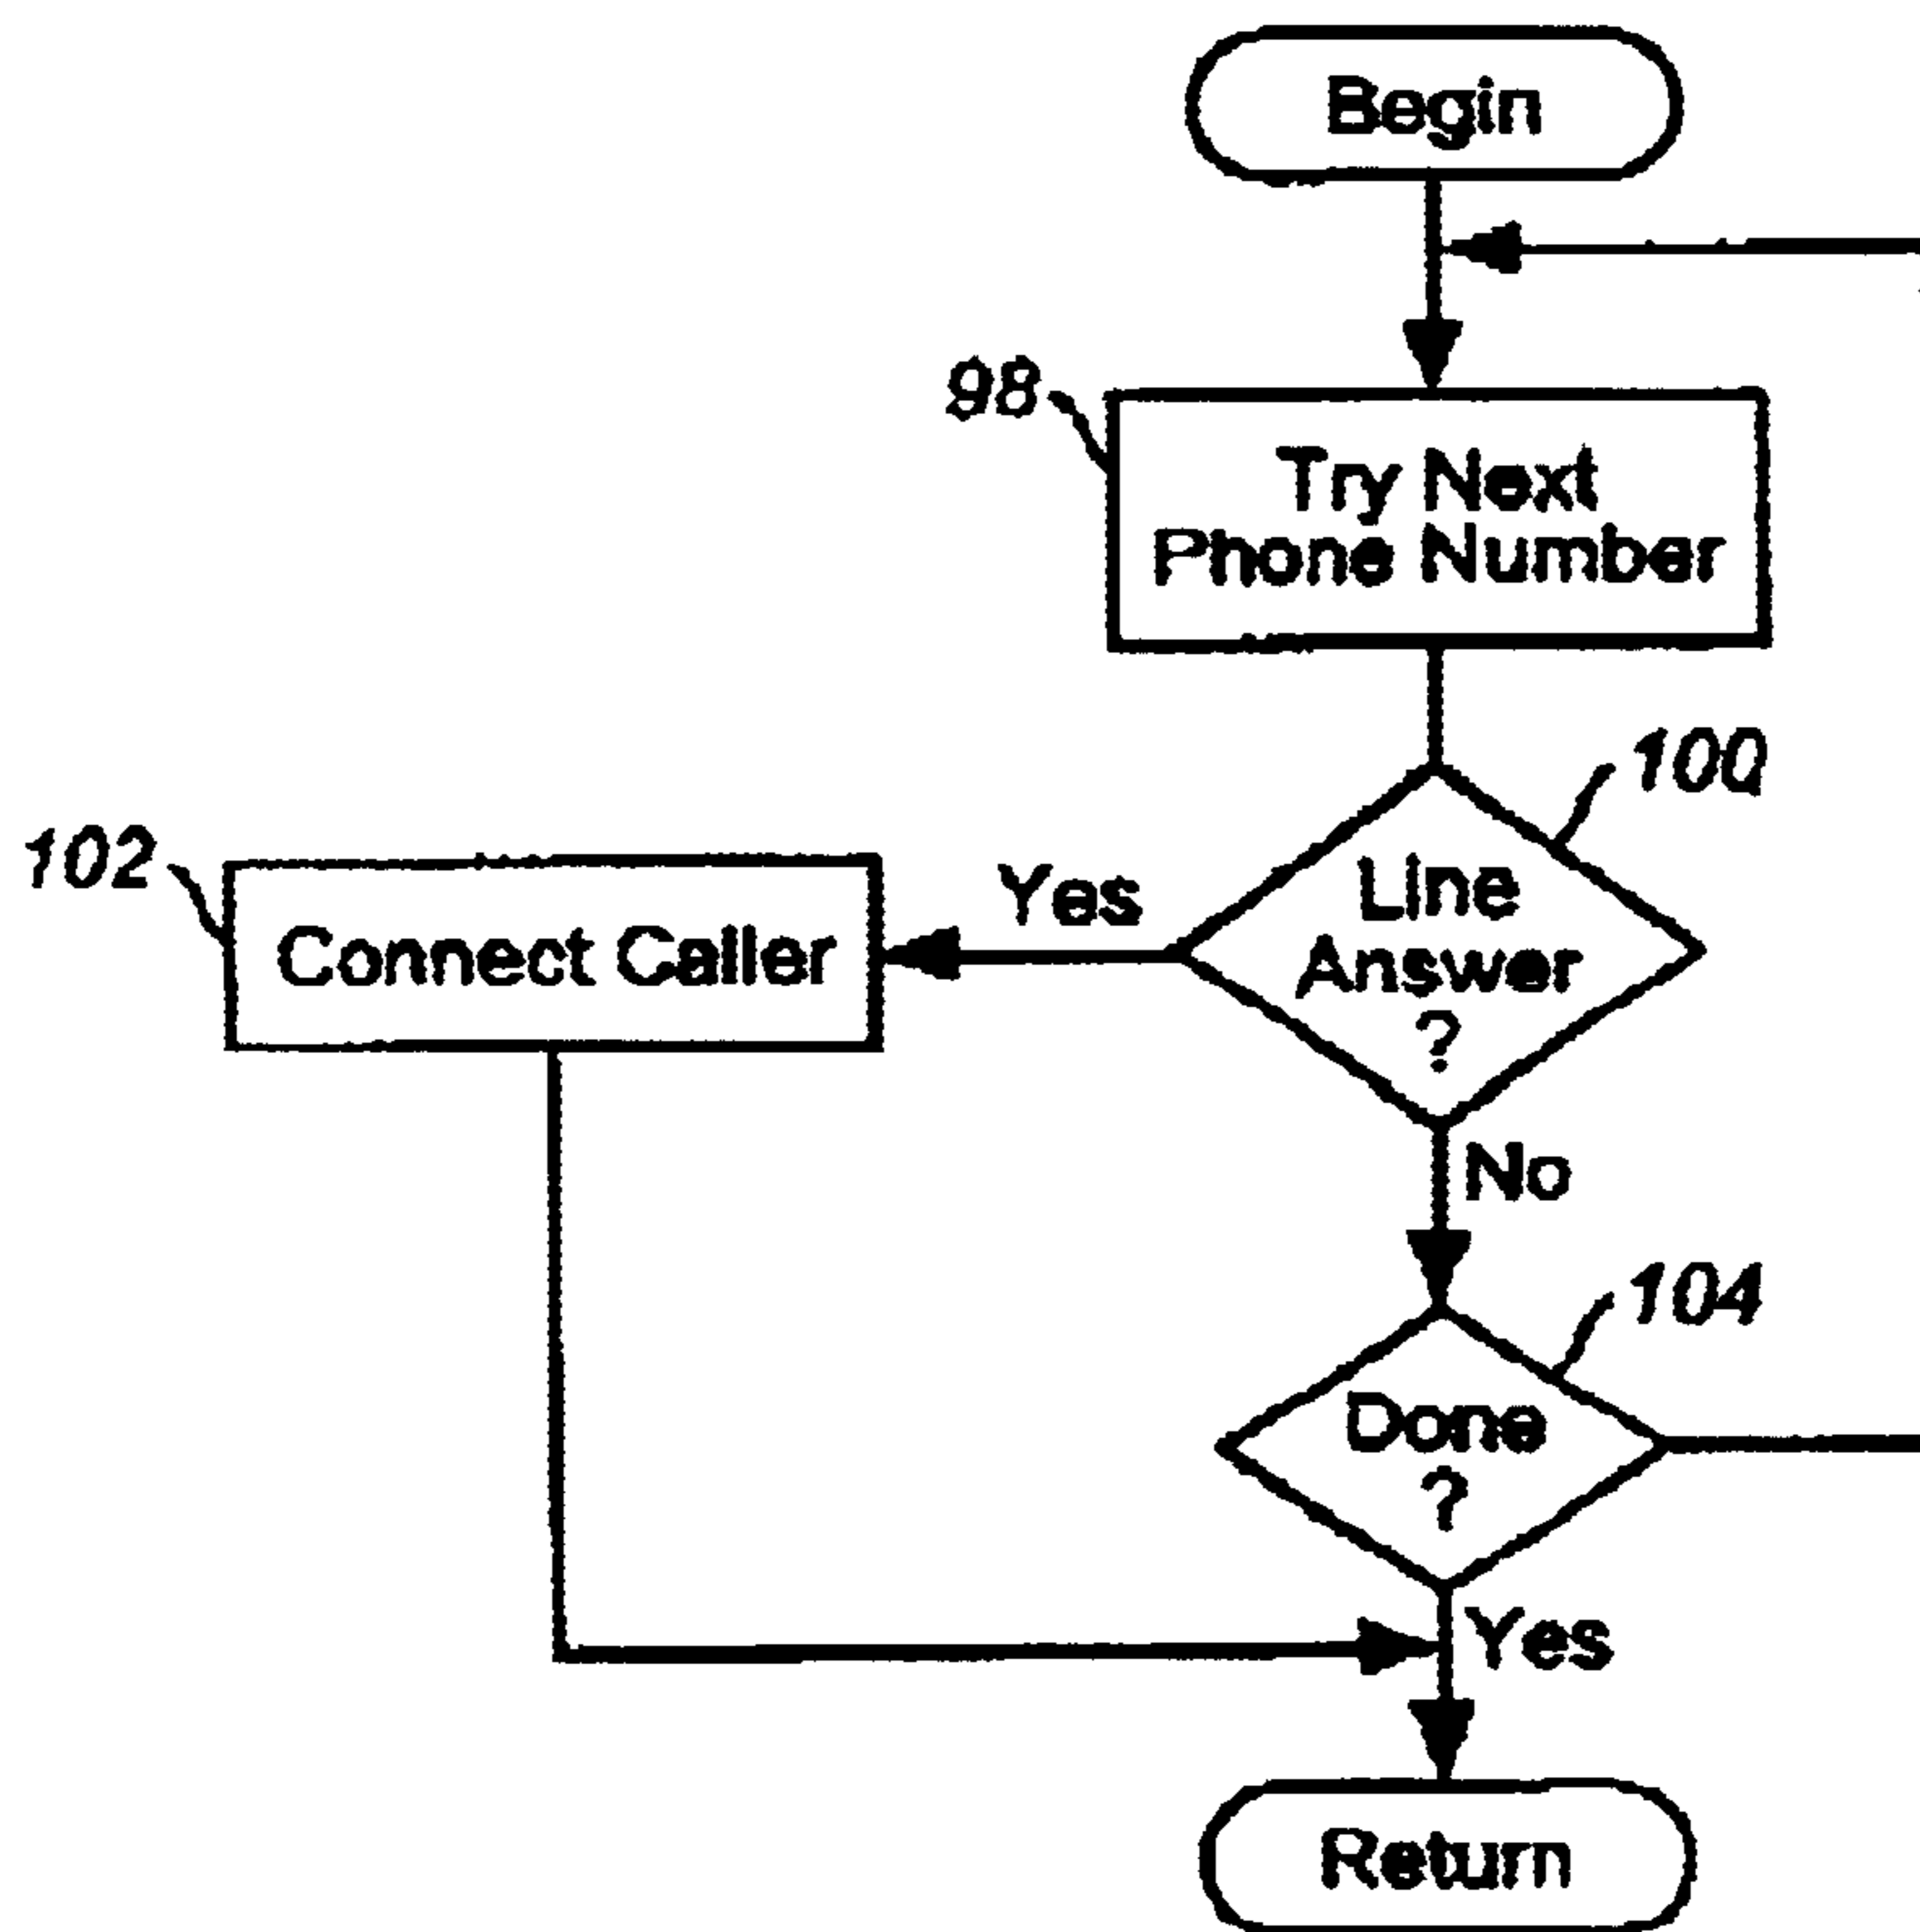 Begin
98
Try Next
Phone Number
100
102
Yes
Line
Answer
?
Connect Caller
No
104
Done
?
Yes
Return